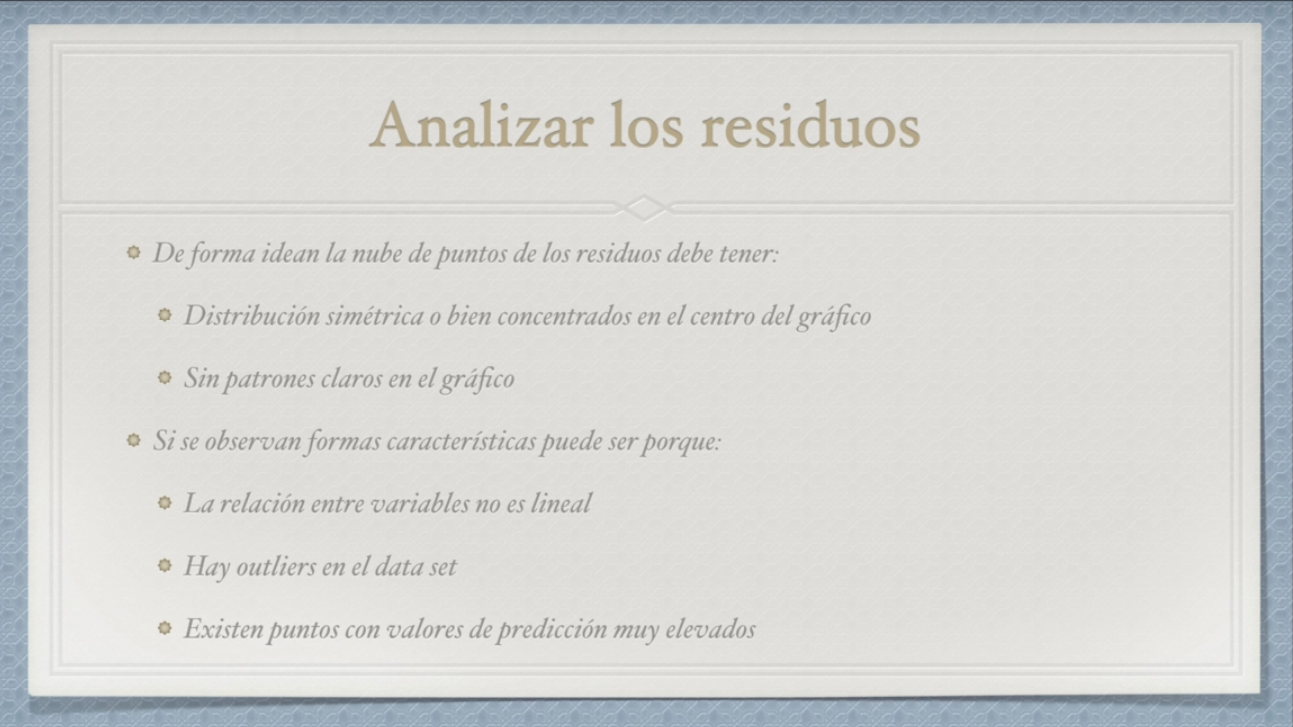 Analizar los residuos
De forma idean la nube de puntos de los residuos debe tener:
Distribución simétrica o bien concentrados en el centro del gráfico
Sin patrones claros en el gráfico
Si se observan formas características puede ser porque:
La relación entre variables no es lineal
Hay outliers en el data set
Existen puntos con valores de predicción muy elevados